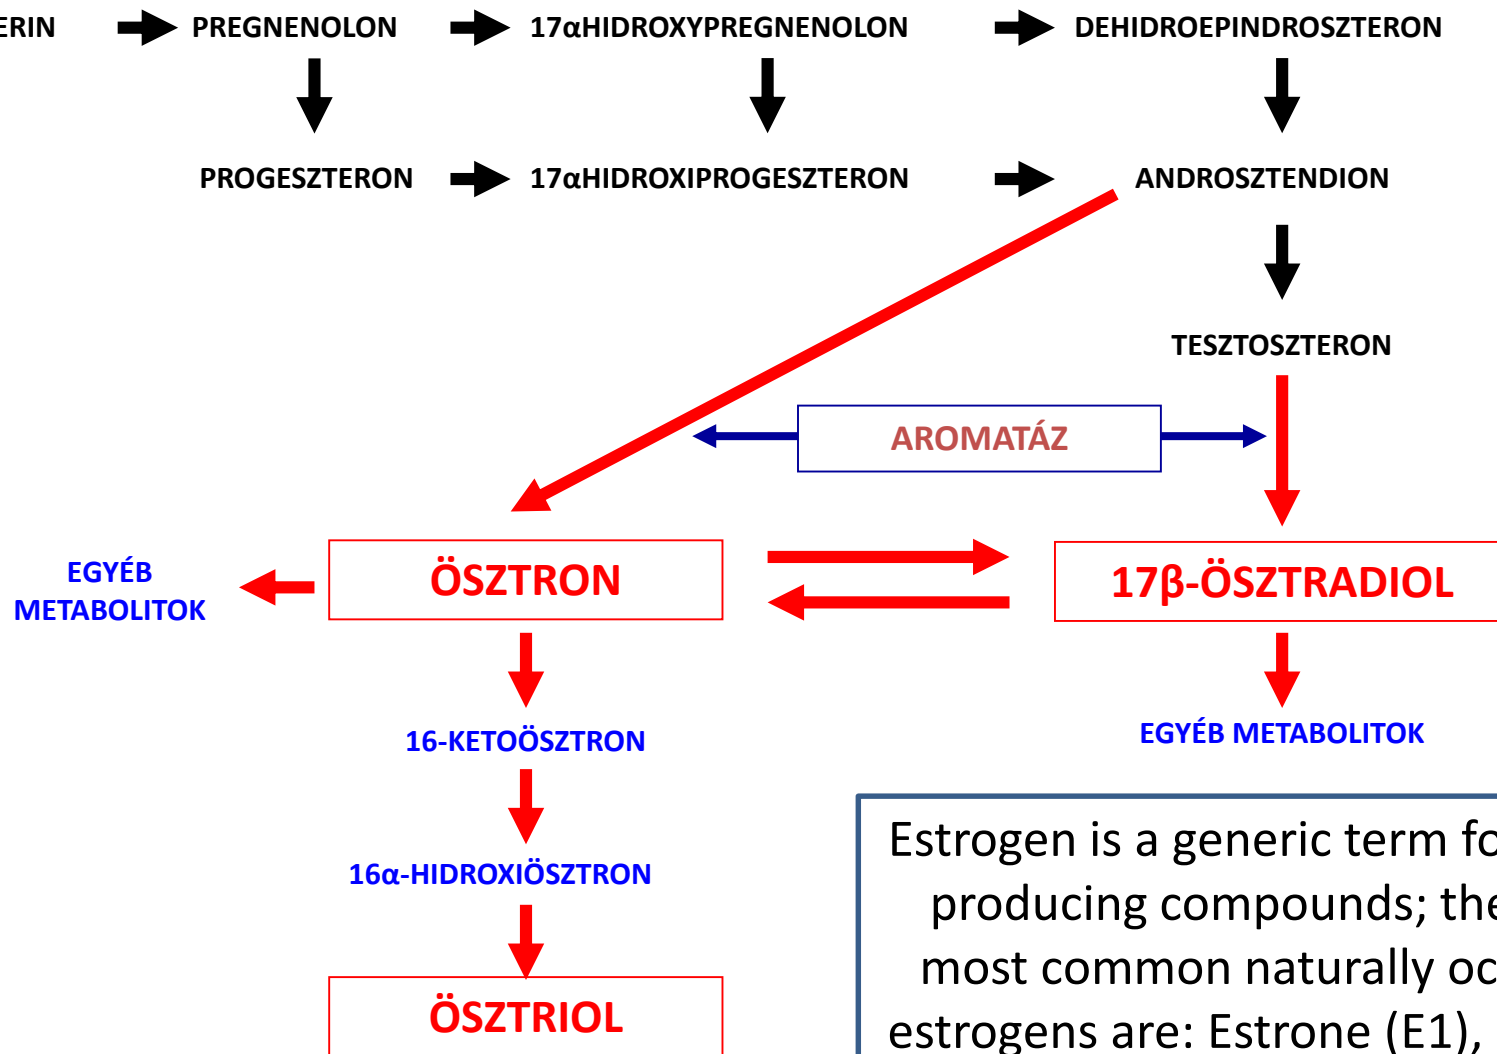 ERIN
PREGNENOLON
17αHIDROXYPREGNENOLON
DEHIDROEPINDROSZTERON
PROGESZTERON
17αHIDROXIPROGESZTERON
ANDROSZTENDION
TESZTOSZTERON
AROMATÁZ
EGYÉB
METABOLITOK
ÖSZTRON
17β-ÖSZTRADIOL
16-KETOÖSZTRON
EGYÉB METABOLITOK
16α-HIDROXIÖSZTRON
ÖSZTRIOL
Estrogen is a generic term fo
producing compounds; the
most common naturally oc
estrogens are: Estrone (E1),